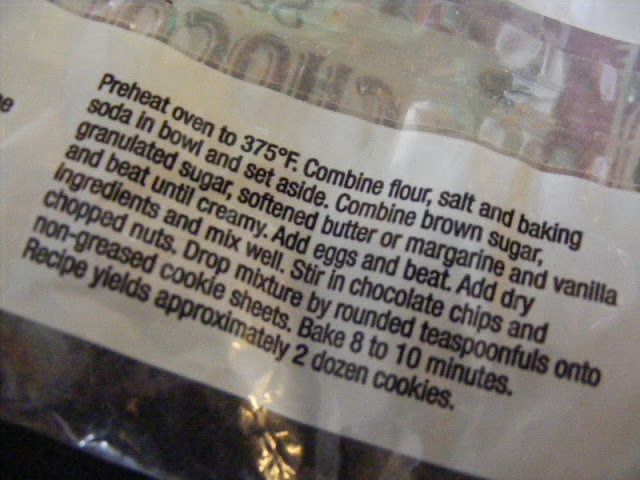 Preheat oven to 375°F. Combine flour, salt and baking
soda in bowl and set aside. Combine brown sugar,
granulated sugar, softened butter or margarine and vanilla
and beat until creamy. Add eggs and beat. Add dry
ingredients and mix well. Stir in chocolate chips and
chopped nuts. Drop mixture by rounded teaspoonfuls onto
non-greased cookie sheets. Bake 8 to 10 minutes.
Recipe yields approximately 2 dozen cookies.